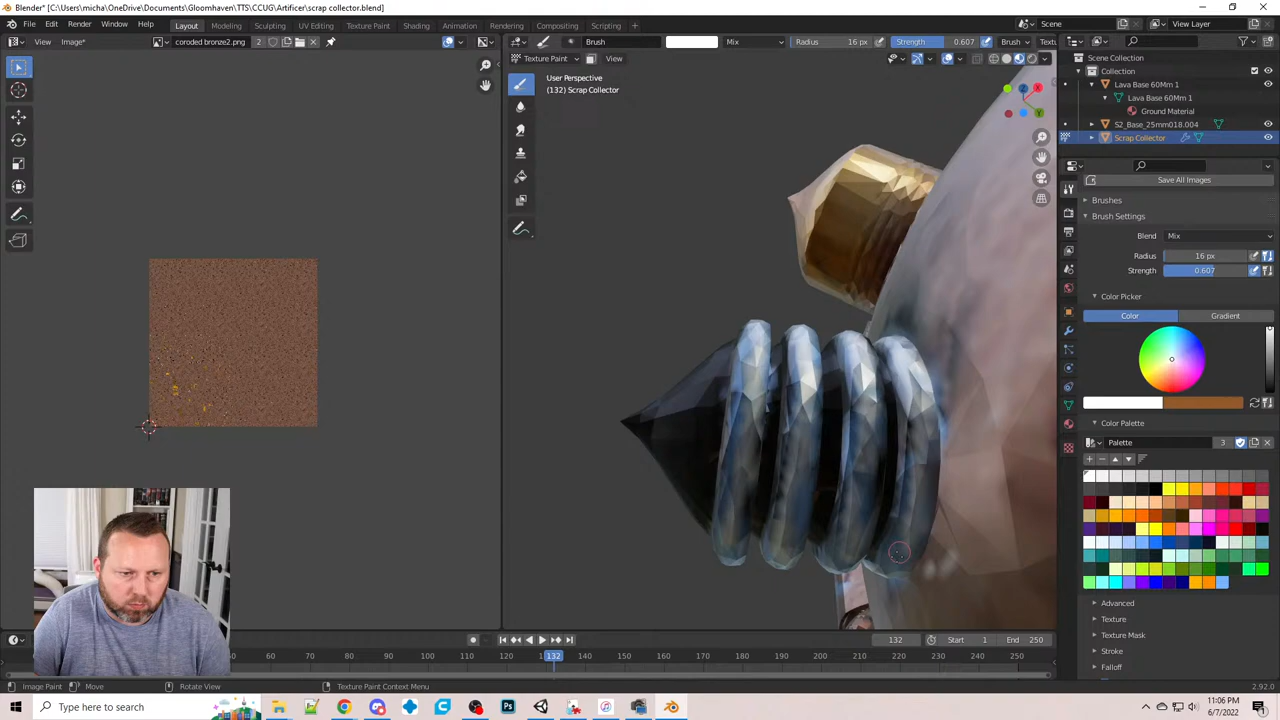 Blender* [C:\Users\micha\OneDrive\Documents\Gloomhaven\TTS\CCUG\Artificer\scrap collector.blend]
File Edit Render Window Help Layout Modeling Sculpting UV Editing Texture Paint Shading Animation Rendering Compositing Scripting Scene View Layer
View Image* coroded bronze2.png 2 Brush Mix Radius 16 px Strength 0.607 Brush Textu
Texture Paint View
Scene Collection
Collection
Lava Base 60Mm 1
Lava Base 60Mm 1
Ground Material
S2_Base_25mm018.004
Scrap Collector
User Perspective
(132) Scrap Collector
Save All Images
Brushes
Brush Settings
Blend Mix
Radius 16 px
Strength 0.607
Color Picker
Color Gradient
Color Palette
Palette 3
Advanced
Texture
Texture Mask
Stroke
Falloff
132 Start 1 End 250
50 60 70 80 90 100 110 120 132 140 150 160 170 180 190 200 210 220 230 240 250
Image Paint Move Rotate View Texture Paint Context Menu 2.92.0
Type here to search
11:06 PM
6/7/2022